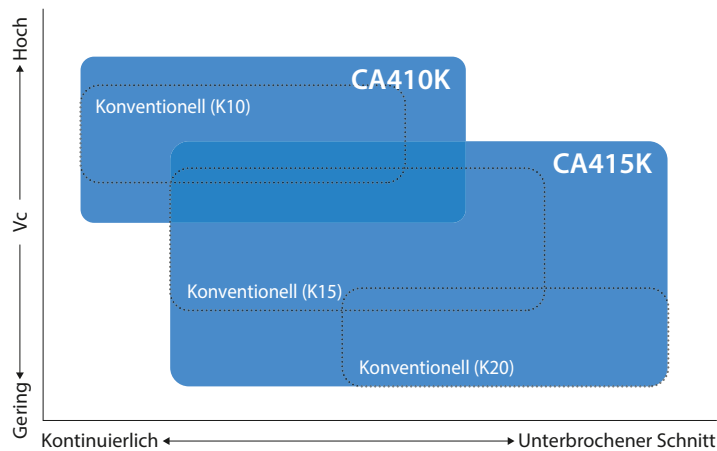 Hoch
Vc
Gering
CA410K
Konventionell (K10)
CA415K
Konventionell (K15)
Konventionell (K20)
Kontinuierlich
Unterbrochener Schnitt